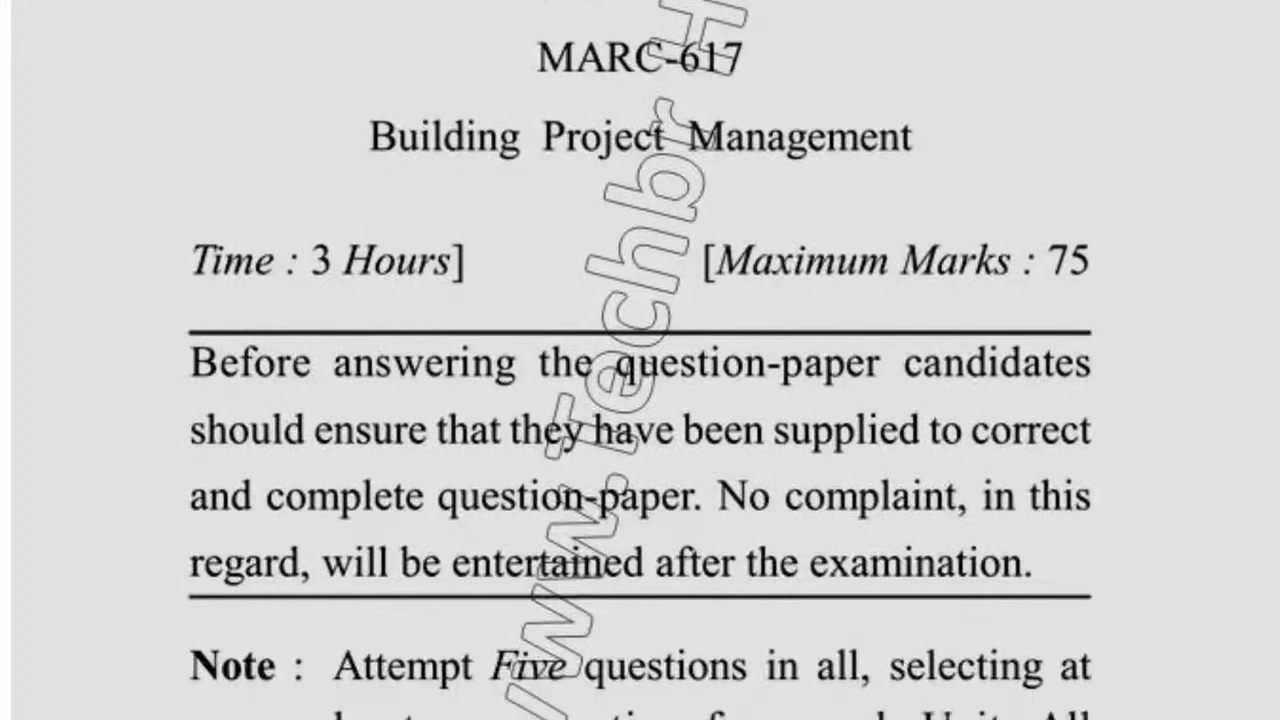 MARC-617
Building Project Management
Time : 3 Hours] [Maximum Marks : 75
Before answering the question-paper candidates
should ensure that they have been supplied to correct
and complete question-paper. No complaint, in this
regard, will be entertained after the examination.
Note : Attempt Five questions in all, selecting at
www.Techbr H